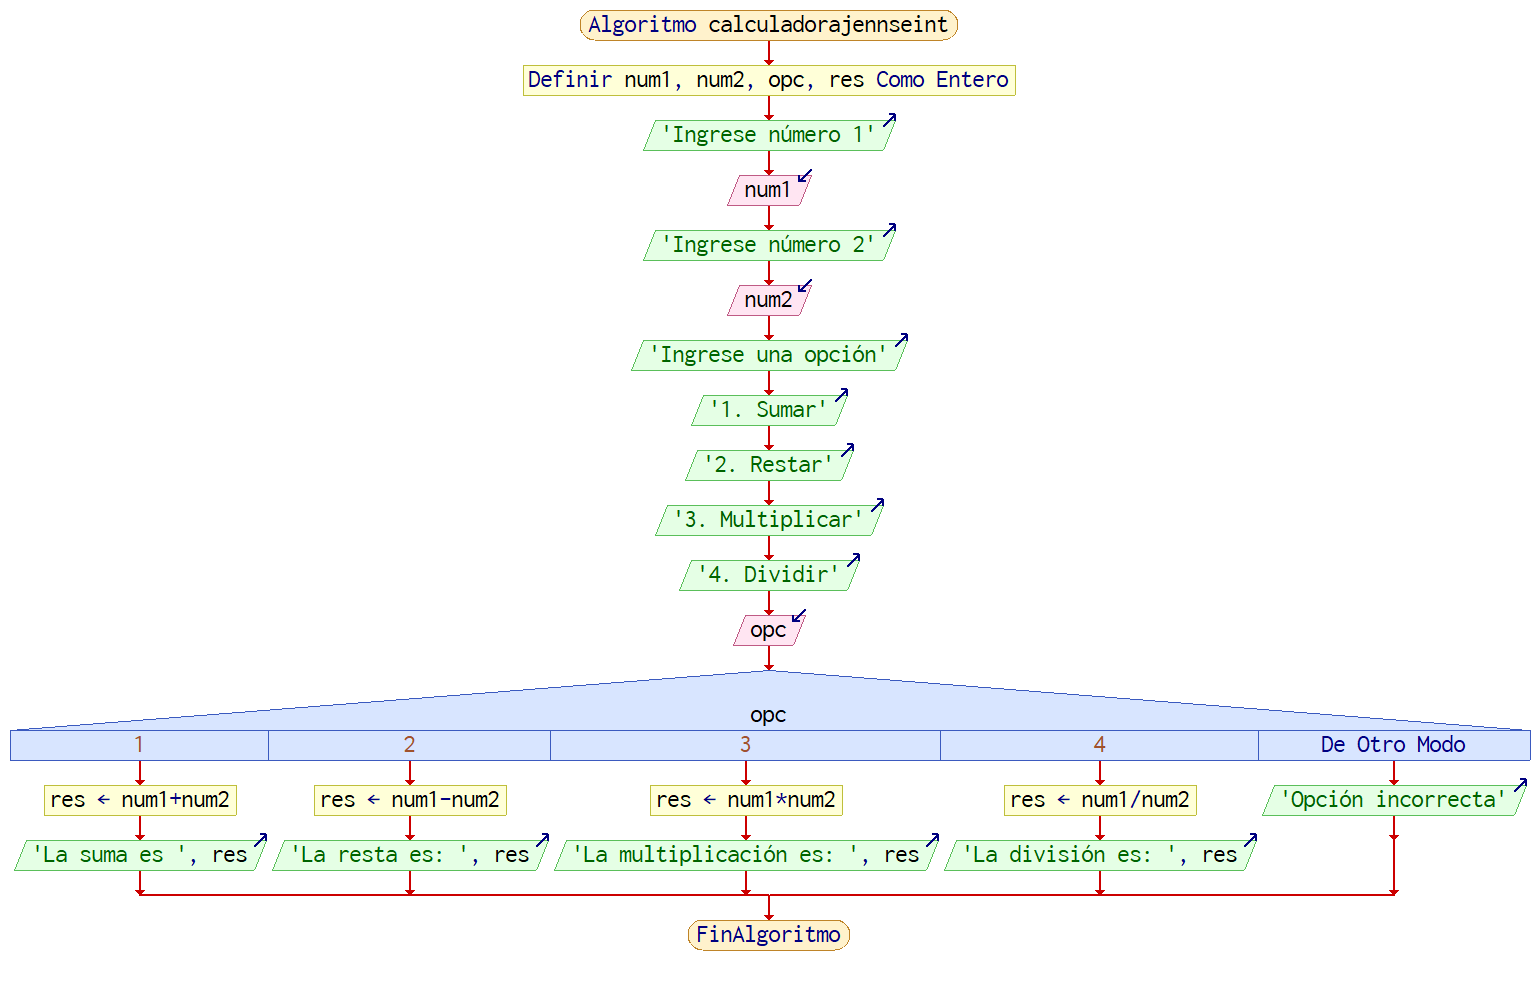 Algoritmo calculadorajennseint
Definir num1, num2, opc, res Como Entero
'Ingrese número 1'
num1
'Ingrese número 2'
num2
'Ingrese una opción'
'1. Sumar'
'2. Restar'
'3. Multiplicar'
'4. Dividir'
opc
opc
1 2 3 4 De Otro Modo
res ← num1+num2 res ← num1-num2 res ← num1*num2 res ← num1/num2 'Opción incorrecta'
'La suma es ', res 'La resta es: ', res 'La multiplicación es: ', res 'La división es: ', res
FinAlgoritmo